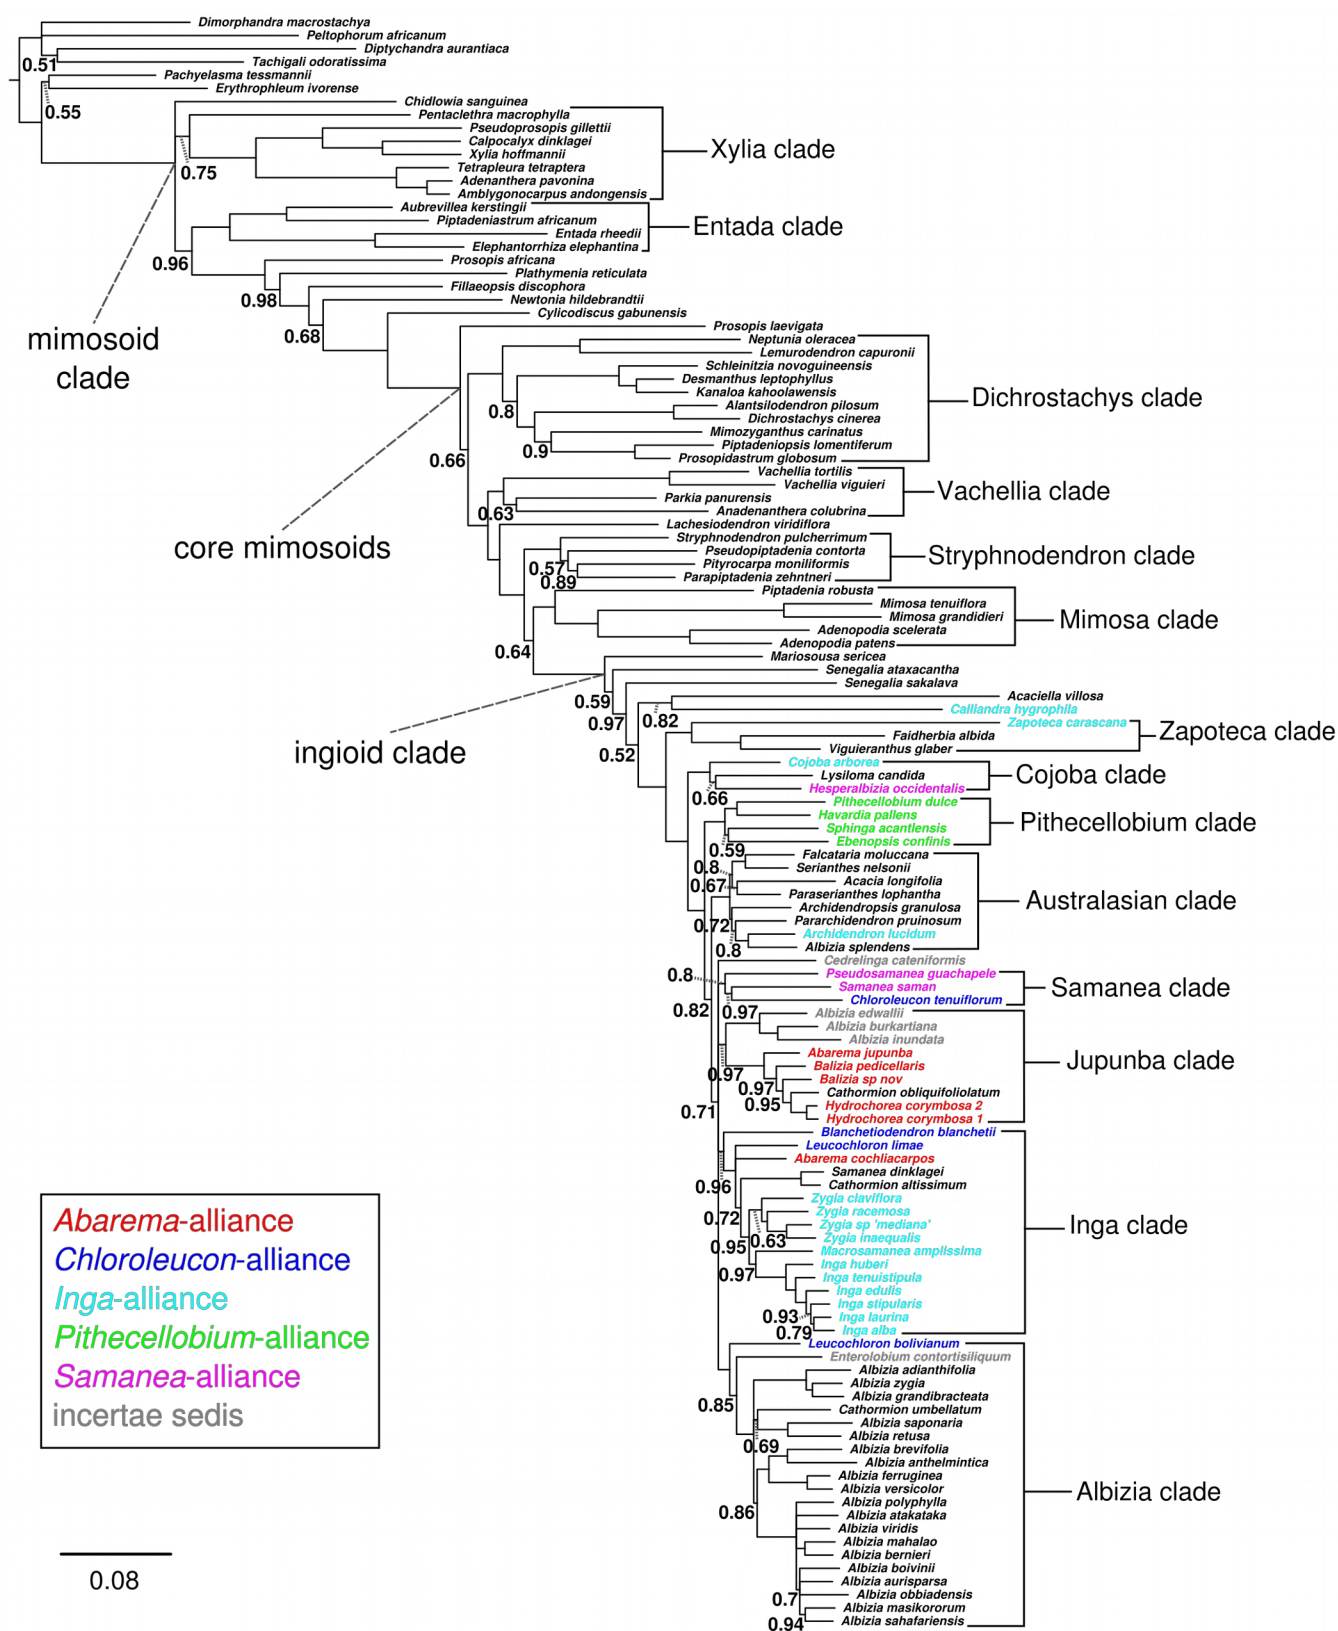 Dimorphandra macrostachya
Peltophorum africanum
Diptychandra aurantiaca
0.51
Tachigali odoratissima
Pachyelasma tessmannii
Erythrophleum ivorense
0.55
Chidlowia sanguinea
Pentaclethra macrophylla
Pseudoprosopis gillettii
Calpocalyx dinklagei
Xylia clade
Xylia hoffmannii
Tetrapleura tetraptera
0.75
Adenanthera pavonina
Amblygonocarpus andongensis
Aubrevillea kerstingii
Piptadeniastrum africanum
Entada clade
Entada rheedii
Elephantorrhiza elephantina
0.96
Prosopis africana
Plathymenia reticulata
Fillaeopsis discophora
0.98
Newtonia hildebrandtii
Cylicodiscus gabunensis
Prosopis laevigata
0.68
mimosoid
clade
Neptunia oleracea
Lemurodendron capuronii
Schleinitzia novoguineensis
Desmanthus leptophyllus
Kanaloa kahoolawensis
Dichrostachys clade
Alantsilodendron pilosum
0.8
Dichrostachys cinerea
Mimozyganthus carinatus
Piptadeniopsis lomentiferum
0.9
Prosopidastrum globosum
0.66
Vachellia tortilis
Vachellia viguieri
Vachellia clade
Parkia panurensis
Anadenanthera colubrina
0.63
Lachesiodendron viridiflora
Stryphnodendron pulcherrimum
core mimosoids
Pseudopiptadenia contorta
Stryphnodendron clade
Pityrocarpa moniliformis
0.57
Parapiptadenia zehntneri
0.89
Piptadenia robusta
Mimosa tenuiflora
Mimosa grandidieri
Mimosa clade
Adenopodia scelerata
Adenopodia patens
0.64
Mariosousa sericea
Senegalia ataxacantha
Senegalia sakalava
Acaciella villosa
0.59
Calliandra hygrophila
0.97
0.82
Zapoteca carascana
Zapoteca clade
Faidherbia albida
Viguieranthus glaber
0.52
ingioid clade
Cojoba arborea
Lysiloma candida
Cojoba clade
Hesperalbizia occidentalis
0.66
Pithecellobium dulce
Havardia pallens
Pithecellobium clade
Sphinga acantlensis
Ebenopsis confinis
0.59
Falcataria moluccana
0.8
Serianthes nelsonii
Acacia longifolia
0.67
Paraserianthes lophantha
Australasian clade
Archidendropsis granulosa
Pararchidendron pruinosum
0.72
Archidendron lucidum
Albizia splendens
0.8
Cedrelinga cateniformis
Pseudosamanea guachapele
0.8
Samanea saman
Samanea clade
Chloroleucon tenuiflorum
0.82
0.97
Albizia edwallii
Albizia burkartiana
Albizia inundata
Abarema jupunba
Jupunba clade
Balizia pedicellaris
0.97
Balizia sp nov
0.97
Cathormion obliquifoliolatum
0.95
Hydrochorea corymbosa 2
0.71
Hydrochorea corymbosa 1
Blanchetiodendron blanchetii
Leucochloron limae
Abarema cochliacarpos
Samanea dinklagei
0.96
Cathormion altissimum
Zygia claviflora
Zygia racemosa
0.72
Zygia sp 'mediana'
Inga clade
Zygia inaequalis
0.63
0.95
Macrosamanea amplissima
Inga huberi
0.97
Inga tenuistipula
Inga edulis
Inga stipularis
0.93
Inga laurina
0.79
Inga alba
Leucochloron bolivianum
Enterolobium contortisiliquum
Albizia adianthifolia
Albizia zygia
Albizia grandibracteata
0.85
Cathormion umbellatum
Albizia saponaria
Albizia retusa
0.69
Albizia brevifolia
Albizia anthelmintica
Albizia ferruginea
Albizia versicolor
Albizia clade
Albizia polyphylla
0.86
Albizia atakataka
Albizia viridis
Albizia mahalao
Albizia bernieri
Albizia boivinii
Albizia aurisparsa
Albizia obbiadensis
0.7
Albizia masikororum
Albizia sahafariensis
0.94
Abarema-alliance
Chloroleucon-alliance
Inga-alliance
Pithecellobium-alliance
Samanea-alliance
incertae sedis
0.08